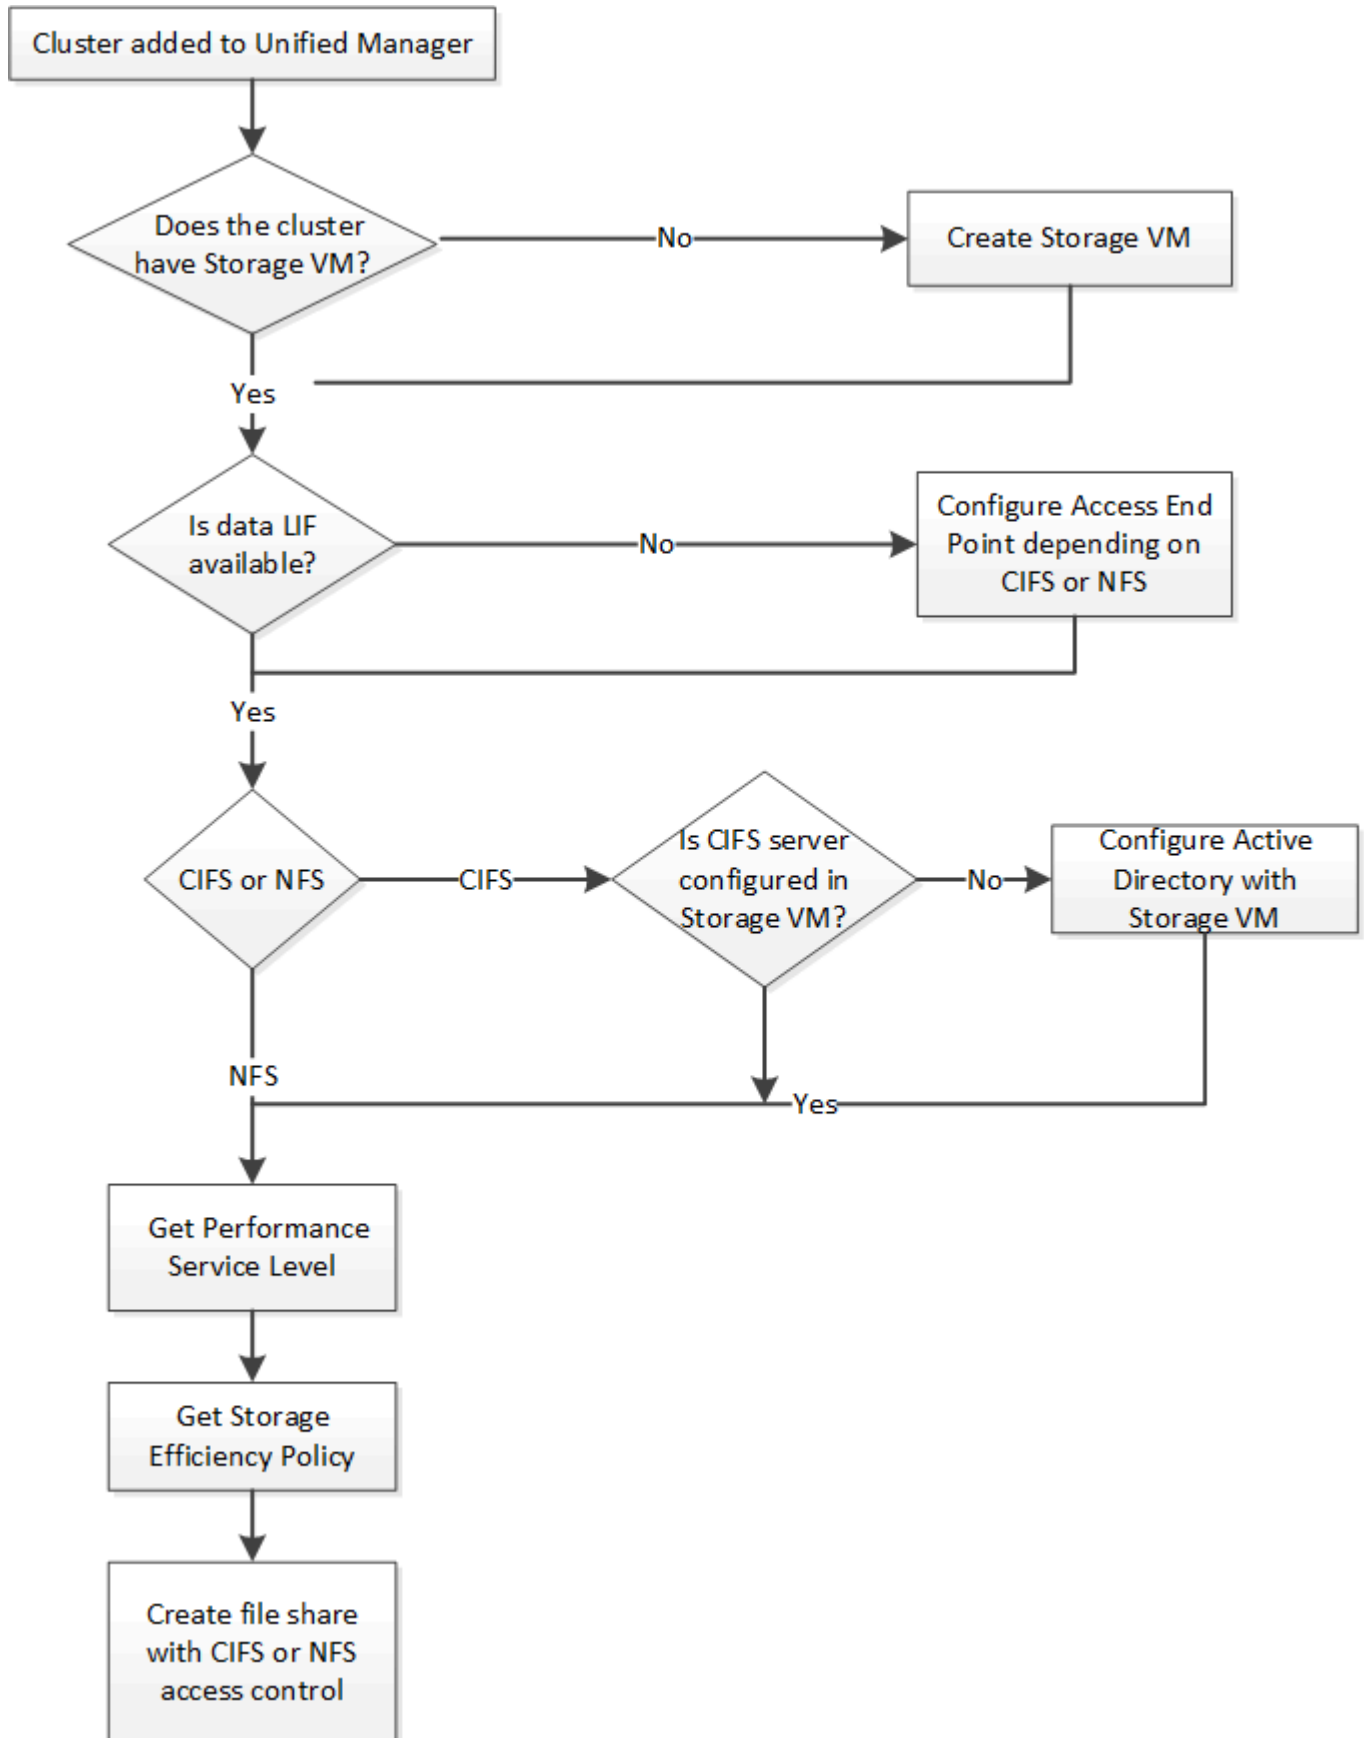 Cluster added to Unified Manager
Does the cluster
have Storage VM?
No
Create Storage VM
Yes
Is data LIF
available?
No
Configure Access End
Point depending on
CIFS or NFS
Yes
CIFS or NFS
CIFS
Is CIFS server
configured in
Storage VM?
No
Configure Active
Directory with
Storage VM
NFS
Yes
Get Performance
Service Level
Get Storage
Efficiency Policy
Create file share
with CIFS or NFS
access control